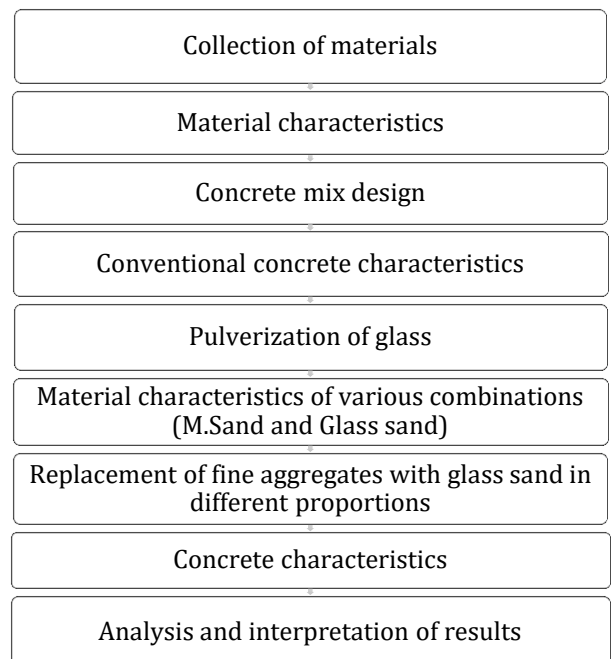 Collection of materials
Material characteristics
Concrete mix design
Conventional concrete characteristics
Pulverization of glass
Material characteristics of various combinations
(M.Sand and Glass sand)
Replacement of fine aggregates with glass sand in
different proportions
Concrete characteristics
Analysis and interpretation of results